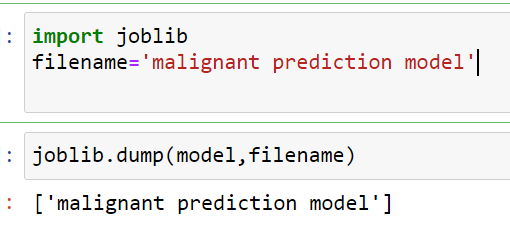 : import joblib
filename='malignant prediction model'
: joblib.dump(model,filename)
: ['malignant prediction model']